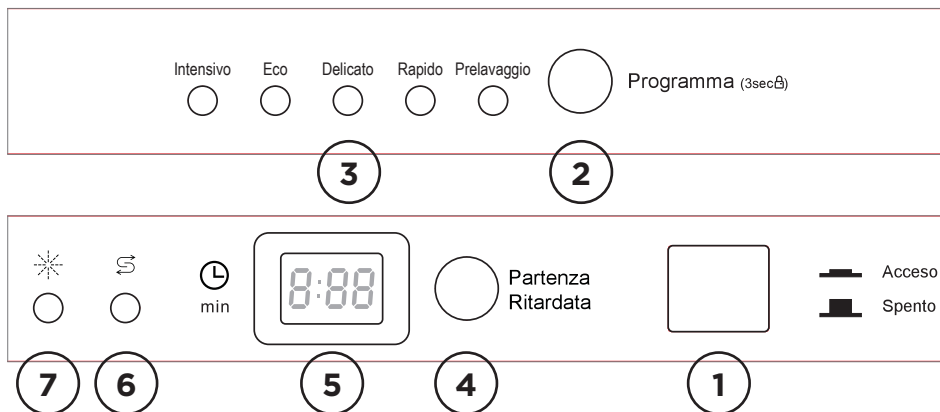 Intensivo Eco Delicato Rapido Prelavaggio
Programma (3sec)
3 2
8:88
min
Partenza
Ritardata
Acceso
Spento
7 6 5 4 1